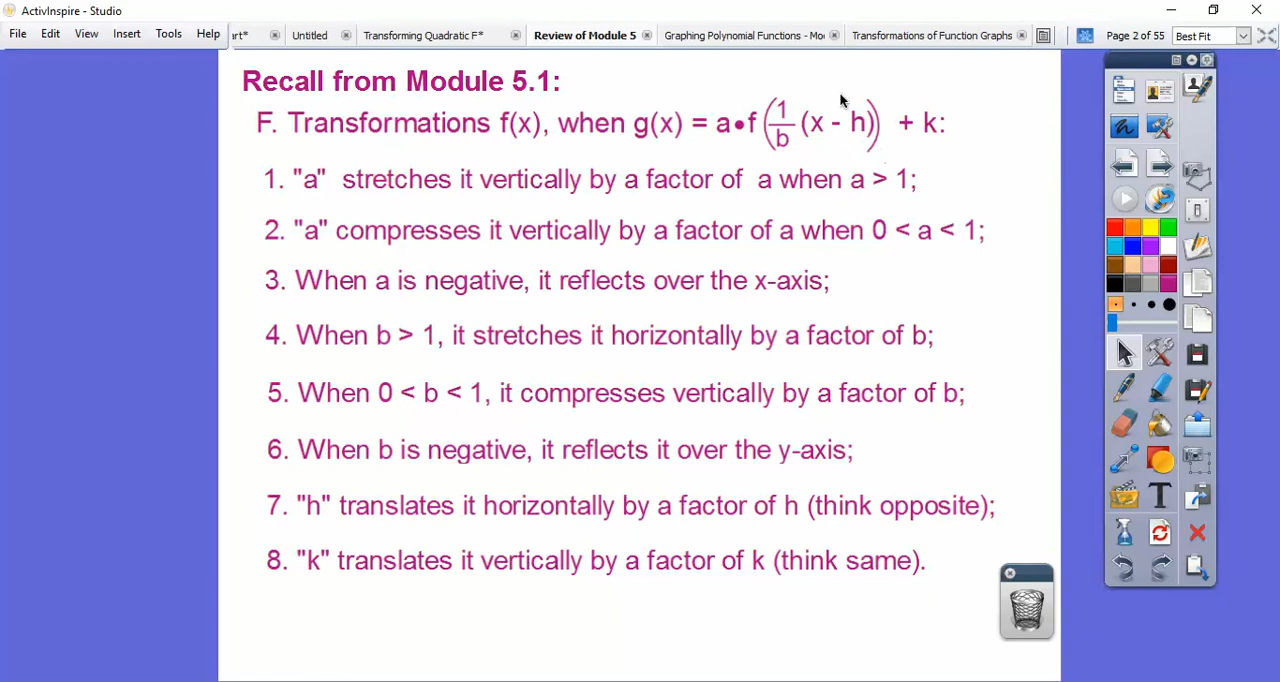 ActivInspire - Studio
File Edit View Insert Tools Help
art* Untitled Transforming Quadratic F* Review of Module 5 Graphing Polynomial Functions - Mod Transformations of Function Graphs Page 2 of 55 Best Fit
Recall from Module 5.1:
F. Transformations f(x), when g(x) = a•f(1/b (x - h)) + k:
1. "a" stretches it vertically by a factor of a when a > 1;
2. "a" compresses it vertically by a factor of a when 0 < a < 1;
3. When a is negative, it reflects over the x-axis;
4. When b > 1, it stretches it horizontally by a factor of b;
5. When 0 < b < 1, it compresses vertically by a factor of b;
6. When b is negative, it reflects it over the y-axis;
7. "h" translates it horizontally by a factor of h (think opposite);
8. "k" translates it vertically by a factor of k (think same).